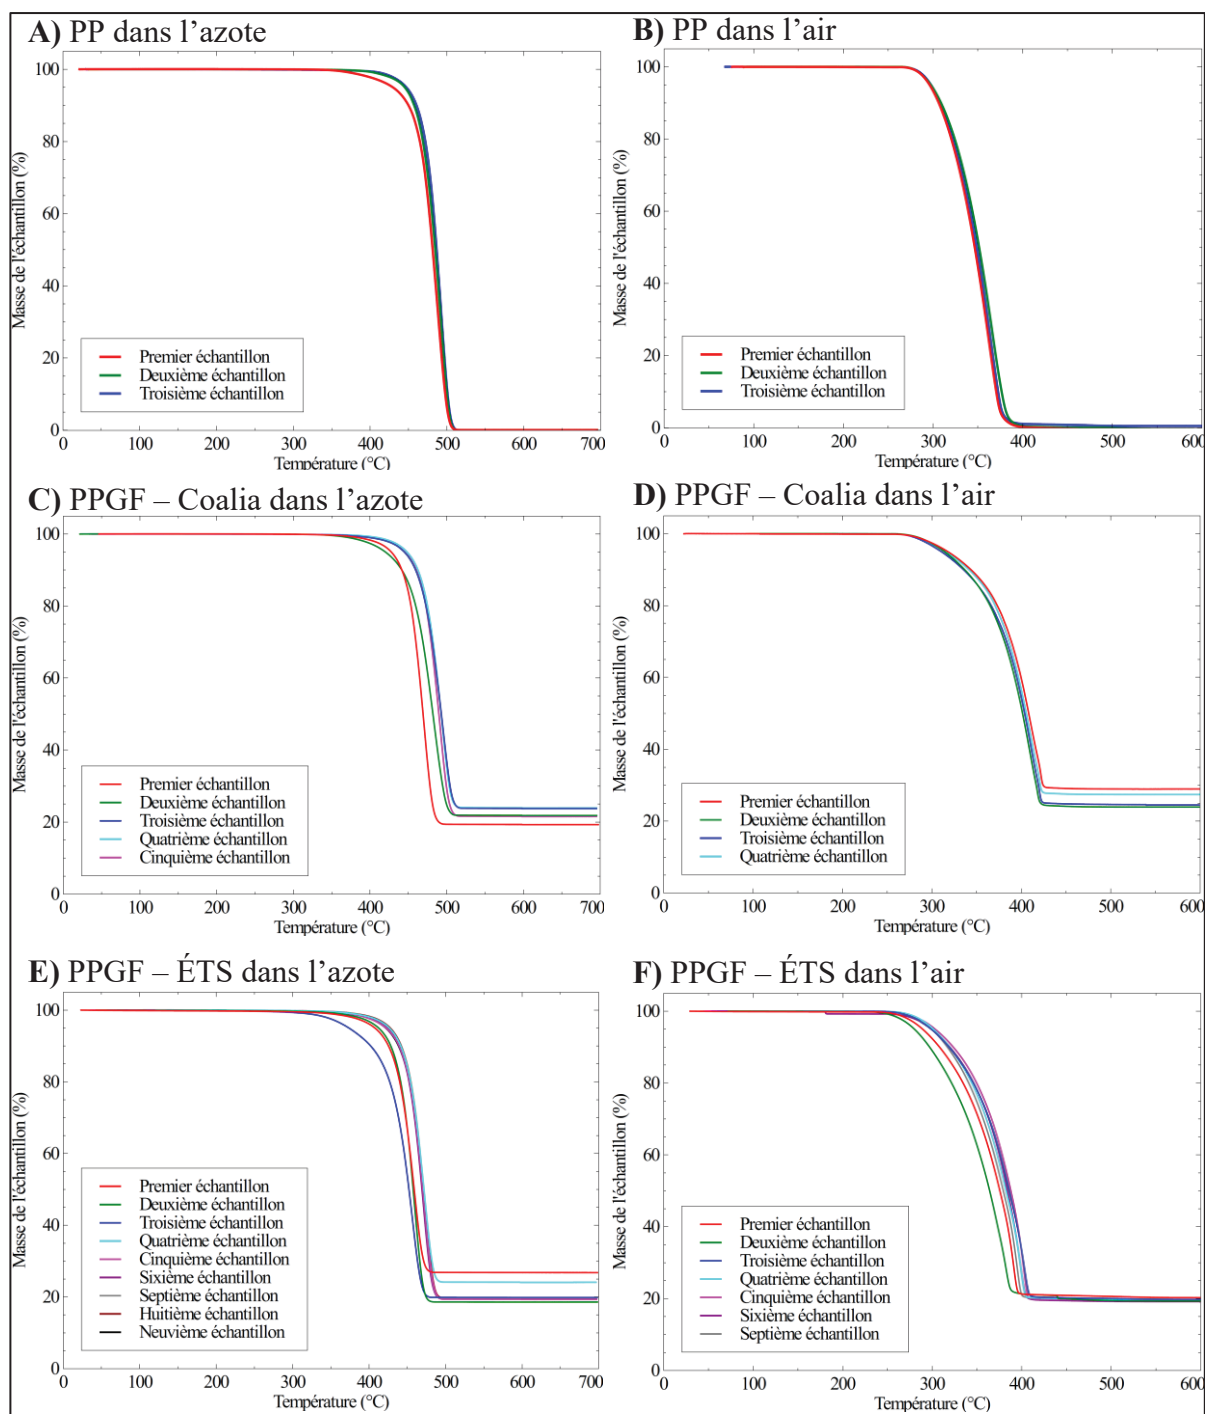 A) PP dans l’azote
100
80
60
40
20
0
Masse de l'échantillon (%)
Premier échantillon
Deuxième échantillon
Troisième échantillon
0 100 200 300 400 500 600 700
Température (°C)
B) PP dans l’air
100
80
60
40
20
0
Masse de l'échantillon (%)
Premier échantillon
Deuxième échantillon
Troisième échantillon
0 100 200 300 400 500 600
Température (°C)
C) PPGF – Coalia dans l’azote
100
80
60
40
20
0
Masse de l'échantillon (%)
Premier échantillon
Deuxième échantillon
Troisième échantillon
Quatrième échantillon
Cinquième échantillon
0 100 200 300 400 500 600 700
Température (°C)
D) PPGF – Coalia dans l’air
100
80
60
40
20
0
Masse de l'échantillon (%)
Premier échantillon
Deuxième échantillon
Troisième échantillon
Quatrième échantillon
0 100 200 300 400 500 600
Température (°C)
E) PPGF – ÉTS dans l’azote
100
80
60
40
20
0
Masse de l'échantillon (%)
Premier échantillon
Deuxième échantillon
Troisième échantillon
Quatrième échantillon
Cinquième échantillon
Sixième échantillon
Septième échantillon
Huitième échantillon
Neuvième échantillon
0 100 200 300 400 500 600 700
Température (°C)
F) PPGF – ÉTS dans l’air
100
80
60
40
20
0
Masse de l'échantillon (%)
Premier échantillon
Deuxième échantillon
Troisième échantillon
Quatrième échantillon
Cinquième échantillon
Sixième échantillon
Septième échantillon
0 100 200 300 400 500 600
Température (°C)